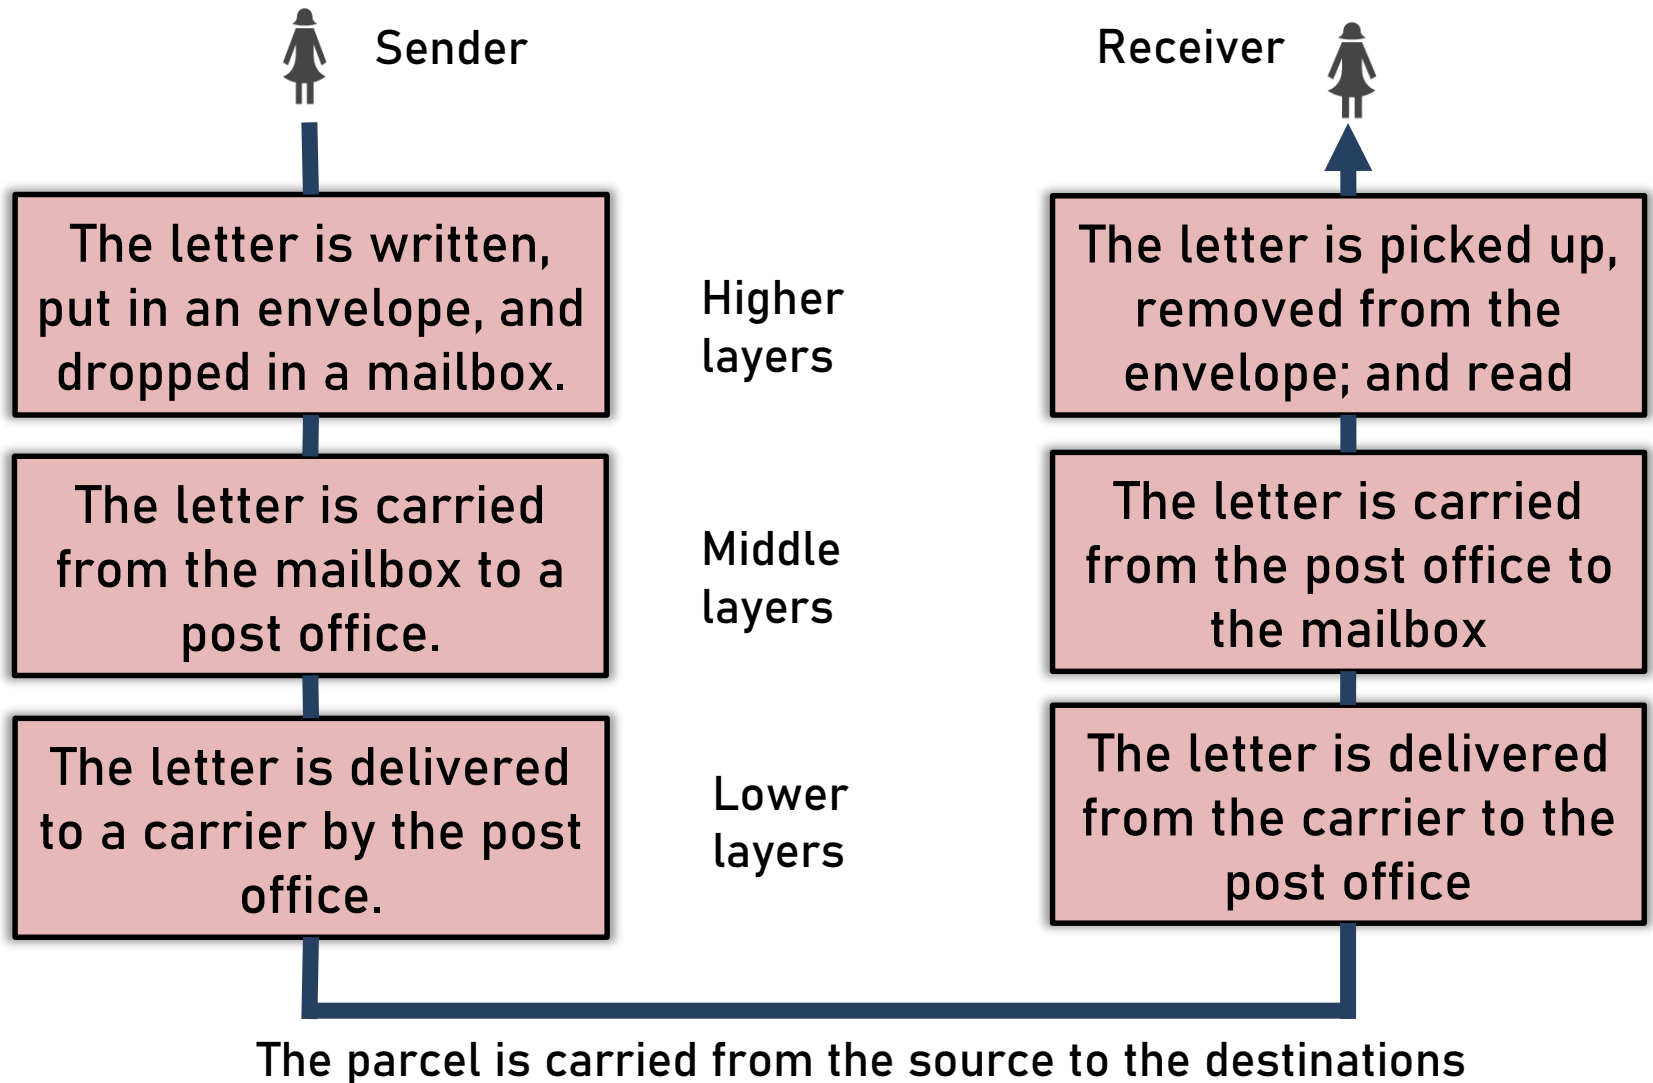 Sender
Receiver
The letter is written,
put in an envelope, and
dropped in a mailbox.
Higher
layers
The letter is picked up,
removed from the
envelope; and read
The letter is carried
from the mailbox to a
post office.
Middle
layers
The letter is carried
from the post office to
the mailbox
The letter is delivered
to a carrier by the post
office.
Lower
layers
The letter is delivered
from the carrier to the
post office
The parcel is carried from the source to the destinations